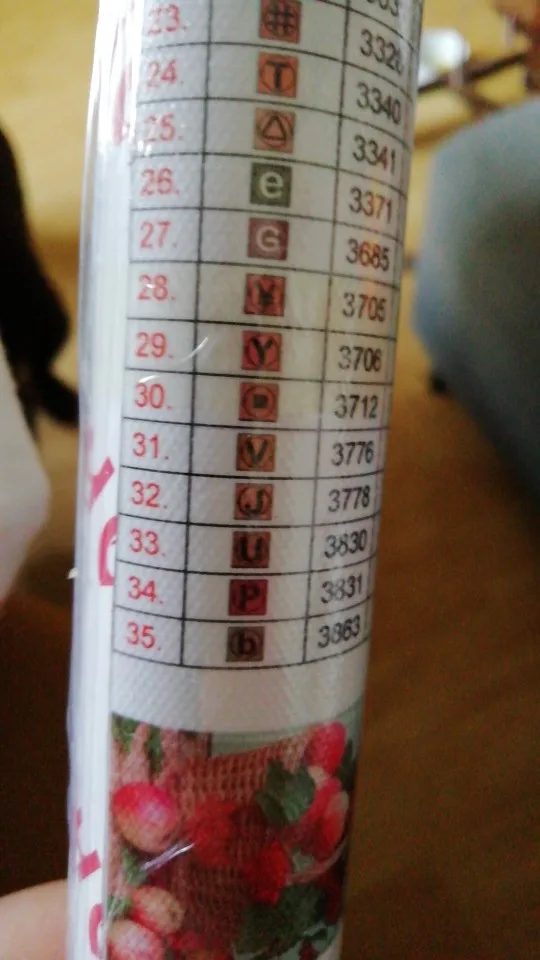 23. # 3328
24. T 3340
25. △ 3341
26. e 3371
27. G 3685
28. ¥ 3705
29. Y 3706
30. 3712
31. V 3776
32. J 3778
33. U 3830
34. P 3831
35. b 3863